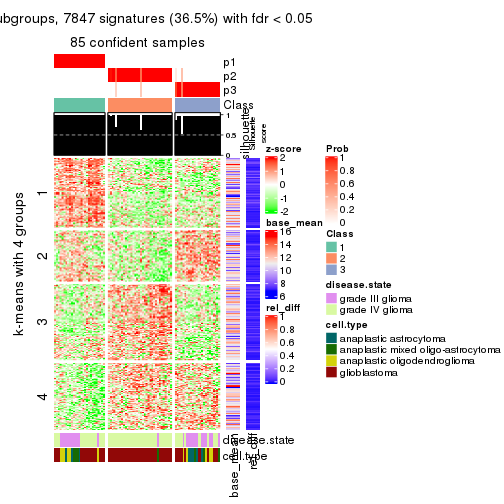 ubgroups, 7847 signatures (36.5%) with fdr < 0.05
85 confident samples
p1
p2
p3
Class
1
0.5
0
silhouette
Silhouette
score
k-means with 4 groups
1
2
3
4
z-score
2
1
0
-1
-2
base_mean
16
14
12
10
8
6
rel_diff
1
0.8
0.6
0.4
0.2
0
Prob
1
0.8
0.6
0.4
0.2
0
Class
1
2
3
disease.state
grade III glioma
grade IV glioma
cell.type
anaplastic astrocytoma
anaplastic mixed oligo-astrocytoma
anaplastic oligodendroglioma
glioblastoma
disease.state
cell.type
base_mean
rel_diff